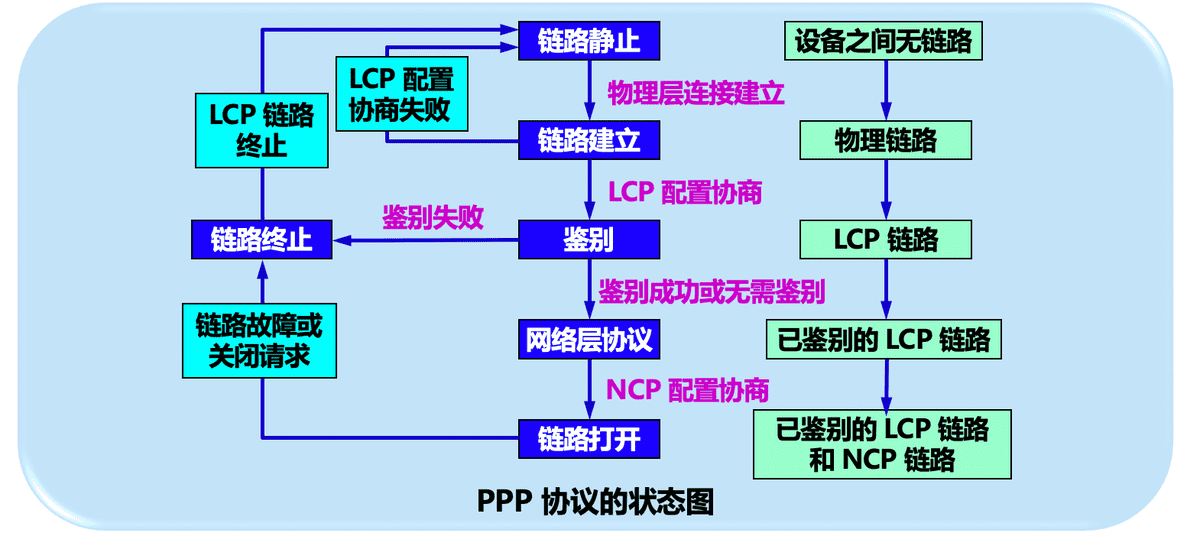 链路静止
设备之间无链路
LCP 配置
协商失败
物理层连接建立
LCP 链路
终止
链路建立
物理链路
LCP 配置协商
鉴别失败
链路终止
鉴别
LCP 链路
鉴别成功或无需鉴别
链路故障或
关闭请求
网络层协议
已鉴别的 LCP 链路
NCP 配置协商
链路打开
已鉴别的 LCP 链路
和 NCP 链路
PPP 协议的状态图